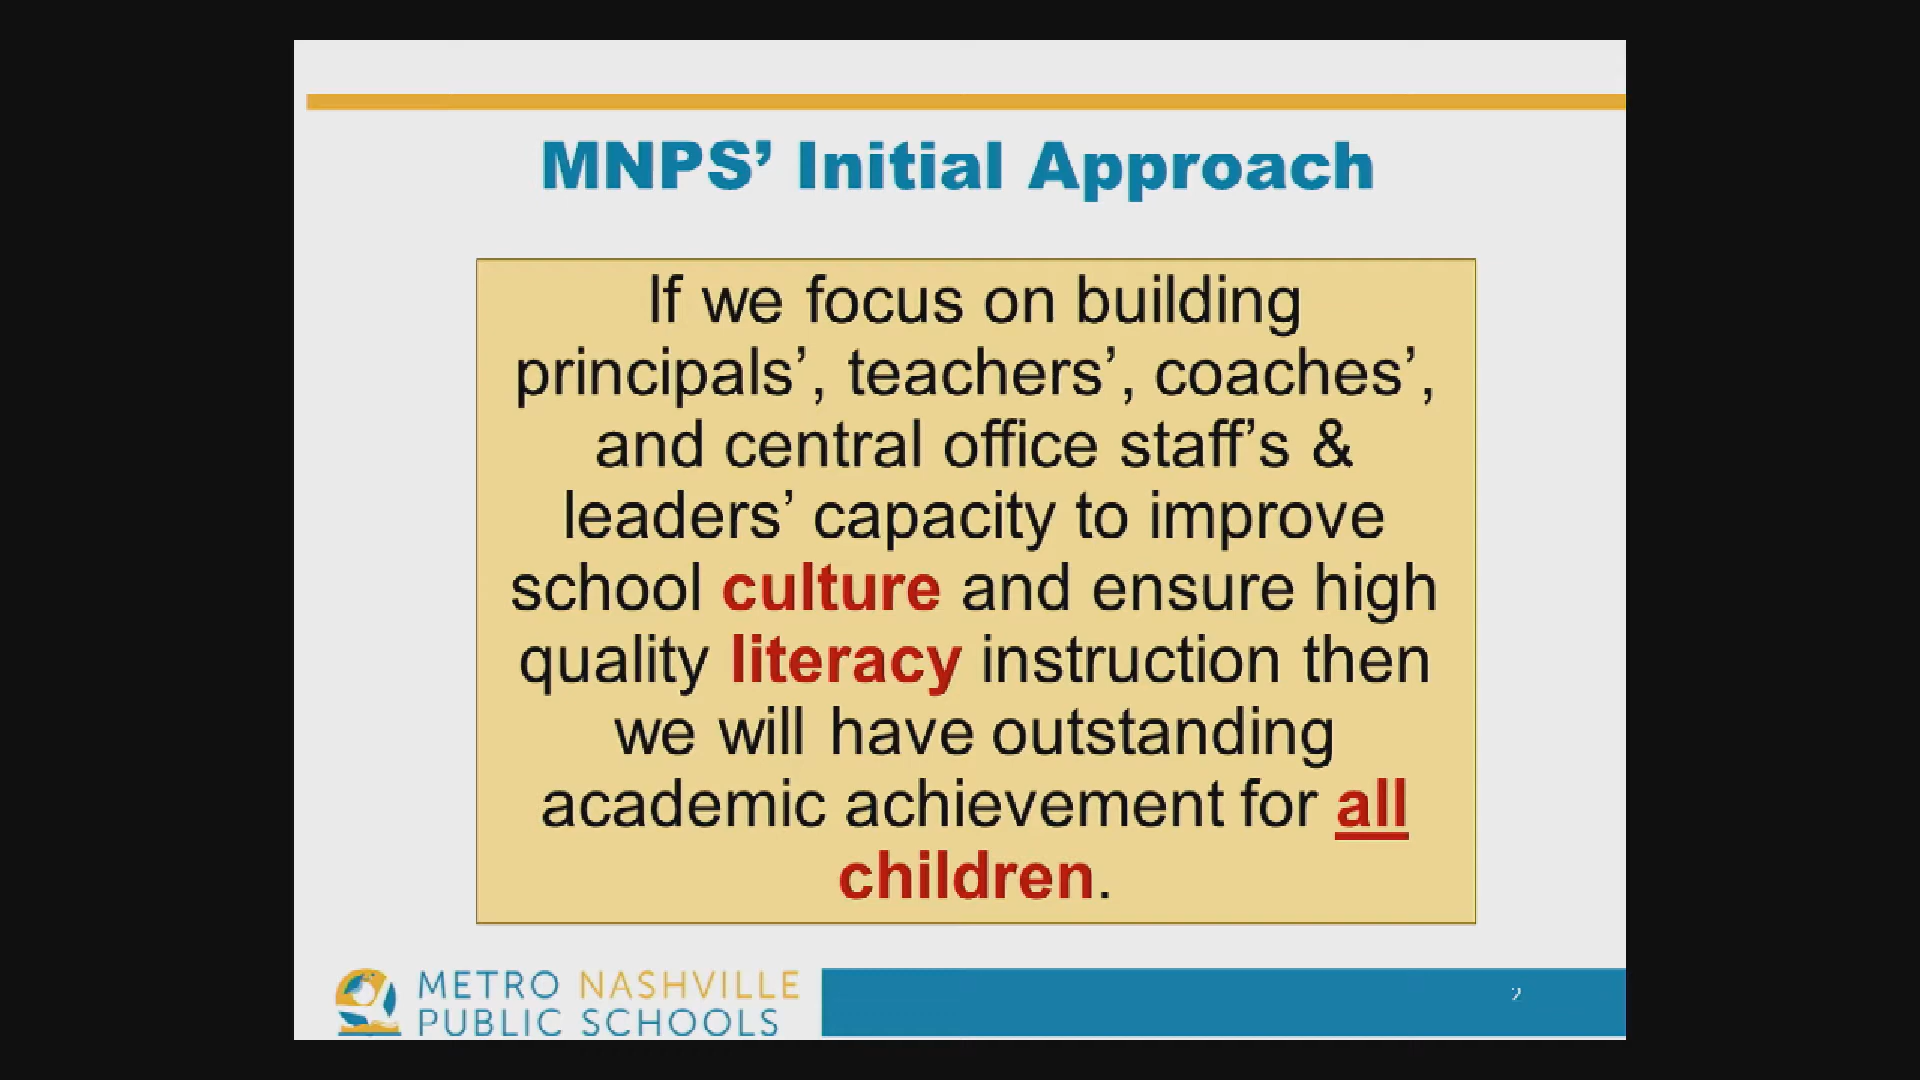 MNPS’ Initial Approach
If we focus on building
principals’, teachers’, coaches’,
and central office staff’s &
leaders’ capacity to improve
school culture and ensure high
quality literacy instruction then
we will have outstanding
academic achievement for all
children.
METRO NASHVILLE
PUBLIC SCHOOLS
2